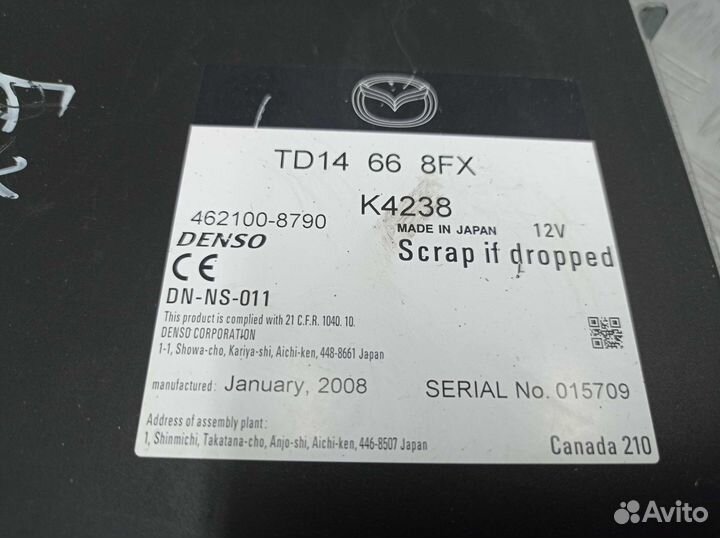 TD14 66 8FX
462100-8790 K4238
DENSO MADE IN JAPAN 12V
Scrap if dropped
CE
DN-NS-011
This product is complied with 21 C.F.R. 1040. 10.
DENSO CORPORATION
1-1, Showa-cho, Kariya-shi, Aichi-ken, 448-8661 Japan
manufactured: January, 2008 SERIAL No. 015709
Address of assembly plant:
1, Shinmichi, Takatana-cho, Anjo-shi, Aichi-ken, 446-8507 Japan
Canada 210
Avito